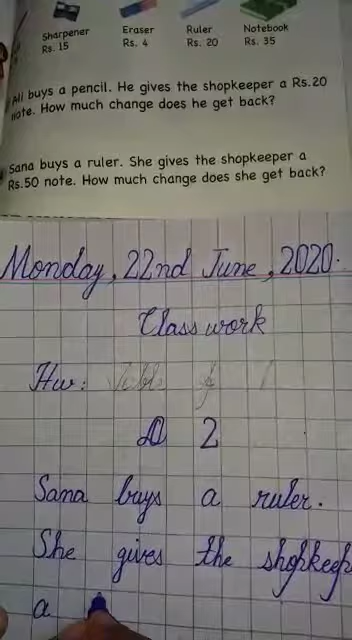 Sharpener Eraser Ruler Notebook
Rs. 15 Rs. 4 Rs. 20 Rs. 35
Ali buys a pencil. He gives the shopkeeper a Rs.20
note. How much change does he get back?
Sana buys a ruler. She gives the shopkeeper a
Rs.50 note. How much change does she get back?
Monday, 22nd June, 2020.
Classwork
Hw:
Q 2
Sana buys a ruler.
She gives the shopkeep
a